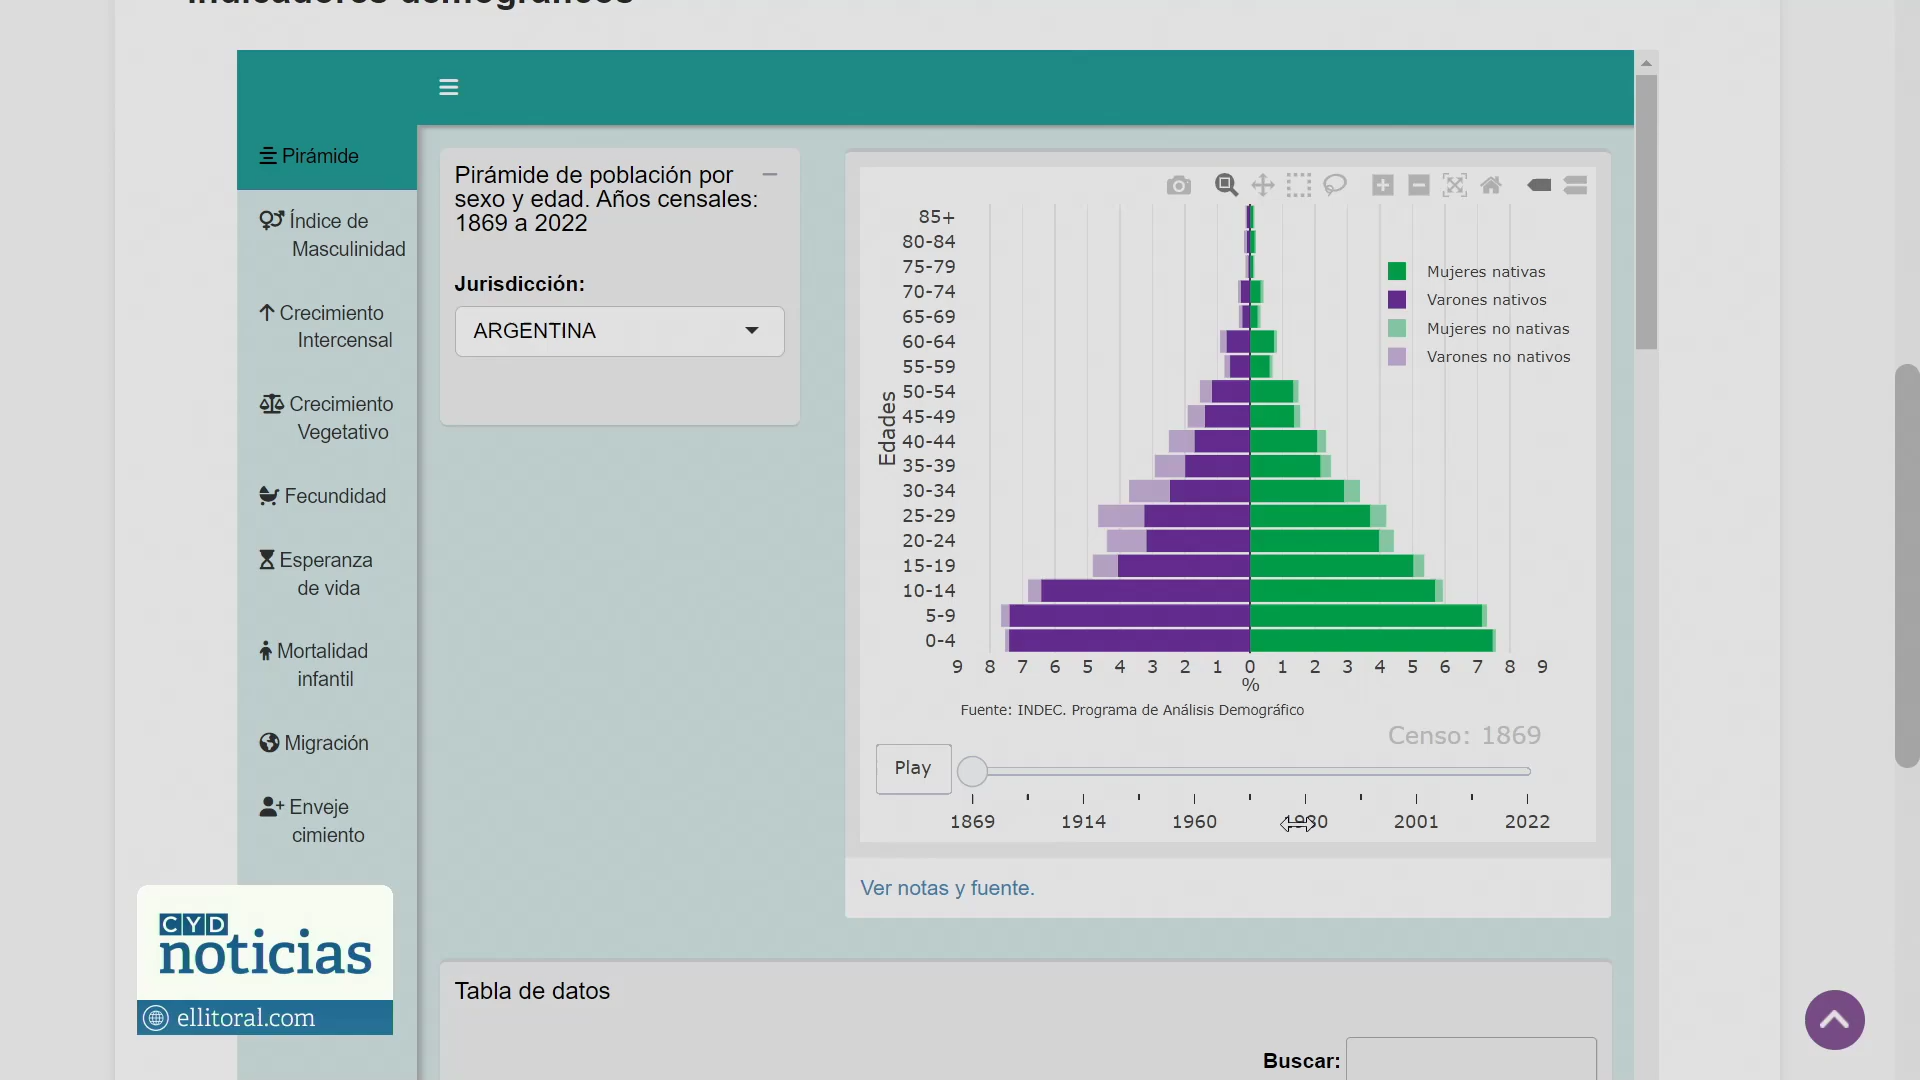 Indicadores demográficos
Pirámide
Índice de
Masculinidad
Crecimiento
Intercensal
Crecimiento
Vegetativo
Fecundidad
Esperanza
de vida
Mortalidad
infantil
Migración
Enveje
cimiento
Pirámide de población por
sexo y edad. Años censales:
1869 a 2022
Jurisdicción:
ARGENTINA
Edades
85+
80-84
75-79
70-74
65-69
60-64
55-59
50-54
45-49
40-44
35-39
30-34
25-29
20-24
15-19
10-14
5-9
0-4
Mujeres nativas
Varones nativos
Mujeres no nativas
Varones no nativos
9 8 7 6 5 4 3 2 1 0 1 2 3 4 5 6 7 8 9
%
Fuente: INDEC. Programa de Análisis Demográfico
Censo: 1869
Play
1869 1914 1960 1980 2001 2022
Ver notas y fuente.
Tabla de datos
Buscar:
CYD
noticias
ellitoral.com